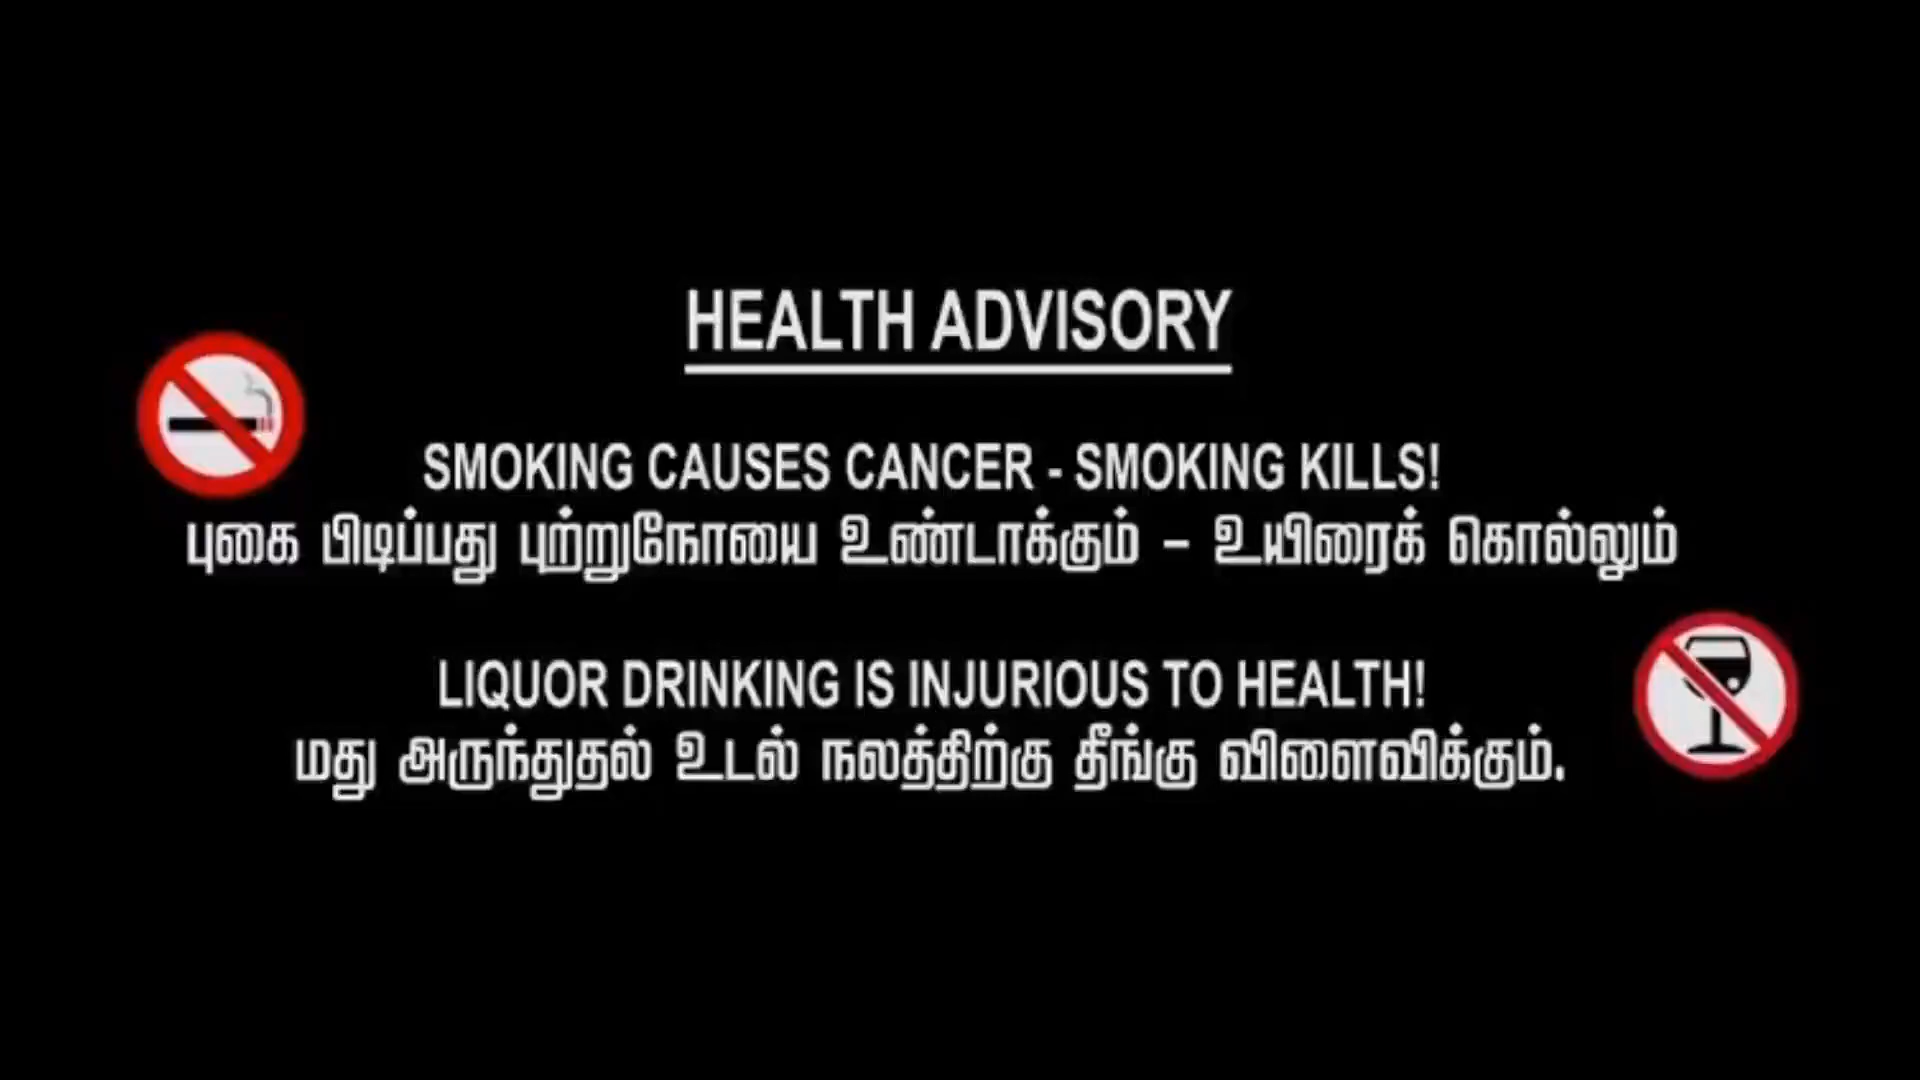 HEALTH ADVISORY
SMOKING CAUSES CANCER - SMOKING KILLS!
புகை பிடிப்பது புற்றுநோயை உண்டாக்கும் – உயிரைக் கொல்லும்
LIQUOR DRINKING IS INJURIOUS TO HEALTH!
மது அருந்துதல் உடல் நலத்திற்கு தீங்கு விளைவிக்கும்.